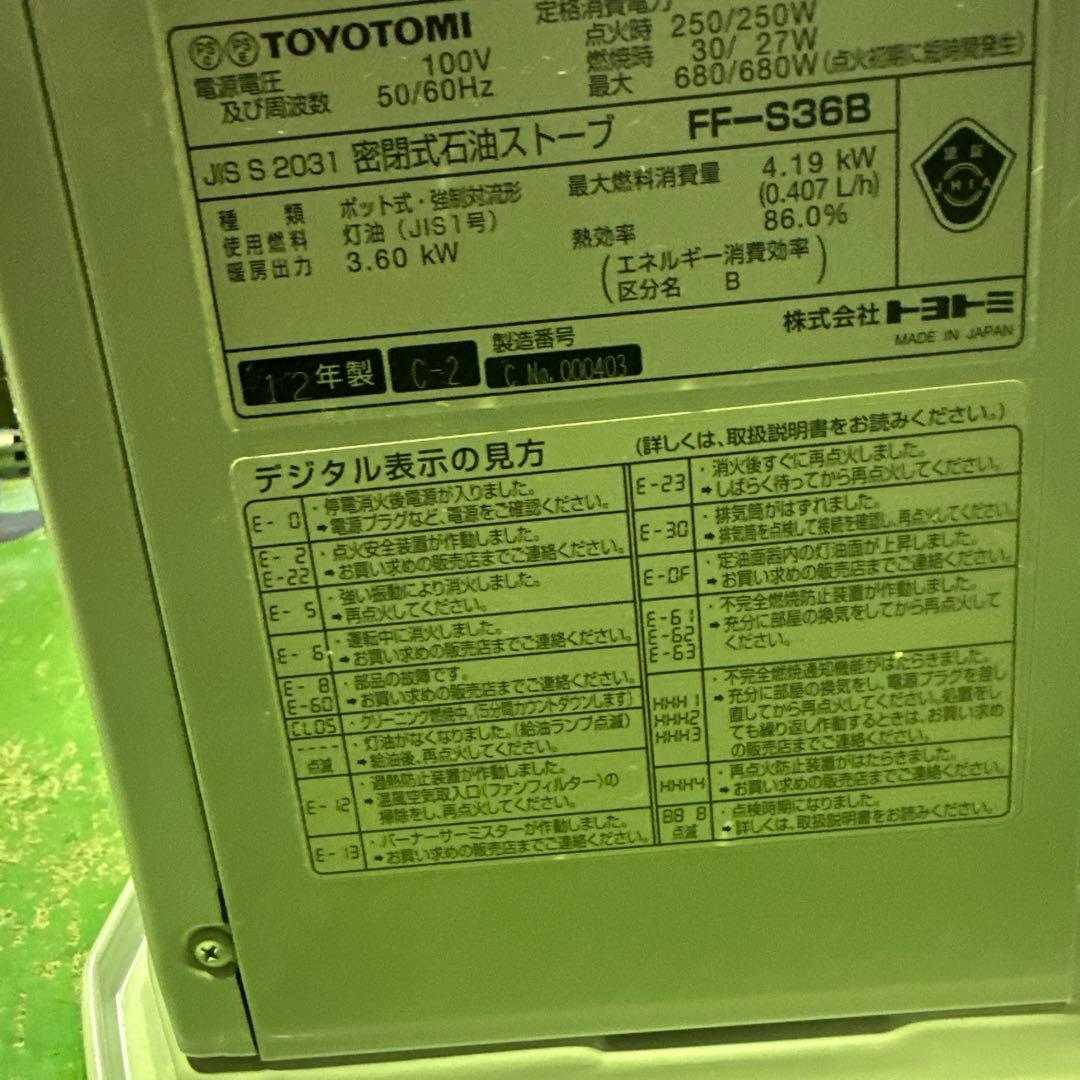 PS E PS E TOYOTOMI
電源電圧 100V
及び周波数 50/60Hz
定格消費電力
点火時 250/250W
燃焼時 30/ 27W
最大 680/680W (点火初期に短時間発生)
JIS S 2031 密閉式石油ストーブ FF-S36B
種類 ポット式・強制対流形
使用燃料 灯油(JIS1号)
暖房出力 3.60 kW
最大燃料消費量 4.19 kW
(0.407 L/h)
熱効率 86.0%
(エネルギー消費効率)
区分名 B
認証
JHIA
株式会社トヨトミ
MADE IN JAPAN
12年製 C-2 製造番号
C No. 000403
デジタル表示の見方 (詳しくは、取扱説明書をお読みください。)
E- 0 ・停電消火後電源が入りました。
➡電源プラグなど、電源をご確認ください。
E- 2 ・点火安全装置が作動しました。
E-22 ➡お買い求めの販売店までご連絡ください。
E- 5 ・強い振動により消火しました。
➡再点火してください。
E- 6 ・運転中に消火しました。
➡お買い求めの販売店までご連絡ください。
E- 8 ・部品の故障です。
E-60 ➡お買い求めの販売店までご連絡ください。
CL05 ・クリーニング燃焼中。(5分間カウントダウンします)
---- ・灯油がなくなりました。(給油ランプ点滅)
点滅 ➡給油後、再点火してください。
E-12 ・過熱防止装置が作動しました。
➡温風空気取入口(ファンフィルター)の
掃除をし、再点火してください。
E-13 ・バーナーサーミスターが作動しました。
➡お買い求めの販売店までご連絡ください。
E-23 ・消火後すぐに再点火しました。
➡しばらく待ってから再点火してください。
E-30 ・排気筒がはずれました。
➡排気筒を点検して接続を確認し、再点火してください。
E-0F ・定油面器内の灯油面が上昇しました。
➡お買い求めの販売店までご連絡ください。
E-61 ・不完全燃焼防止装置が作動しました。
E-62 ➡充分に部屋の換気をしてから再点火して
E-63 ください。
HHH1 ・不完全燃焼通知機能がはたらきました。
HHH2 ➡充分に部屋の換気をし、電源プラグを差し
HHH3 直してから再点火してください。処置をし
ても繰り返し作動するときは、お買い求め
の販売店までご連絡ください。
HHH4 ・再点火防止装置がはたらきました。
➡お買い求めの販売店までご連絡ください。
88 8 ・点検時期になりました。
点滅 ➡詳しくは、取扱説明書をお読みください。